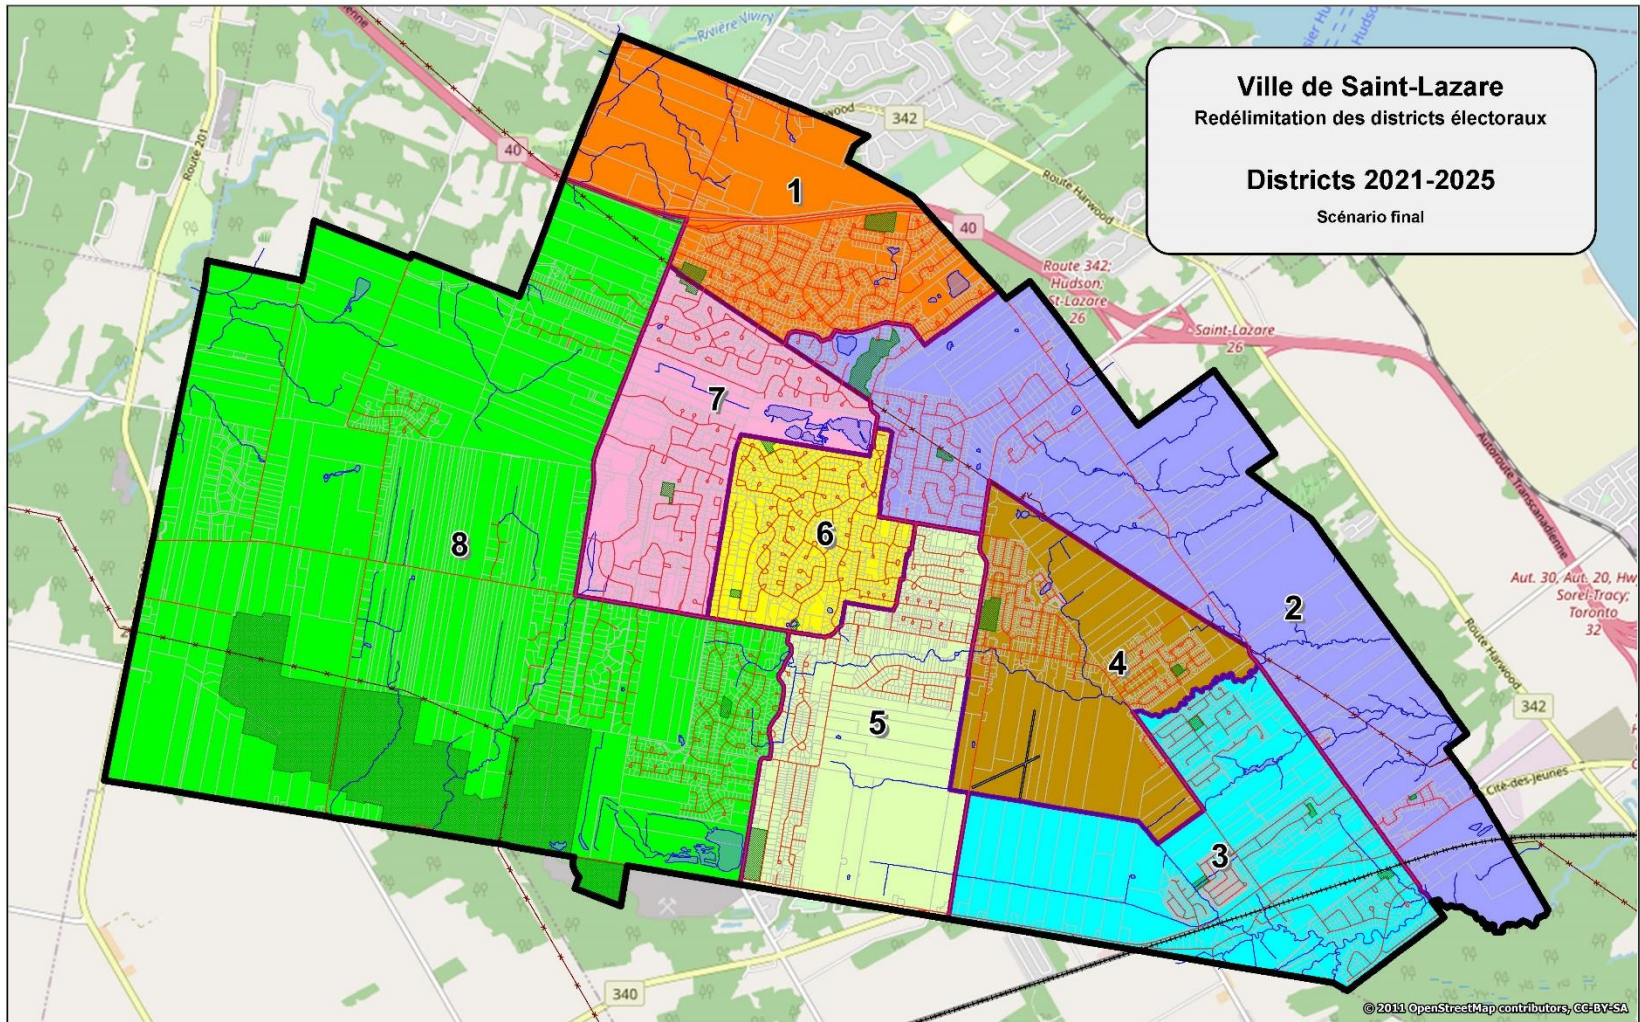 Ville de Saint-Lazare
Redélimitation des districts électoraux
Districts 2021-2025
Scénario final
Rivière Viviry
Route 201
40
342
Route Harwood
40
Route 342;
Hudson;
St-Lazare
26
Saint-Lazare
26
Autoroute Transcanadienne
Aut. 30, Aut. 20, Hw
Sorel-Tracy;
Toronto
32
Route Harwood
342
Cité-des-Jeunes
340
1
2
3
4
5
6
7
8
© 2011 OpenStreetMap contributors, CC-BY-SA